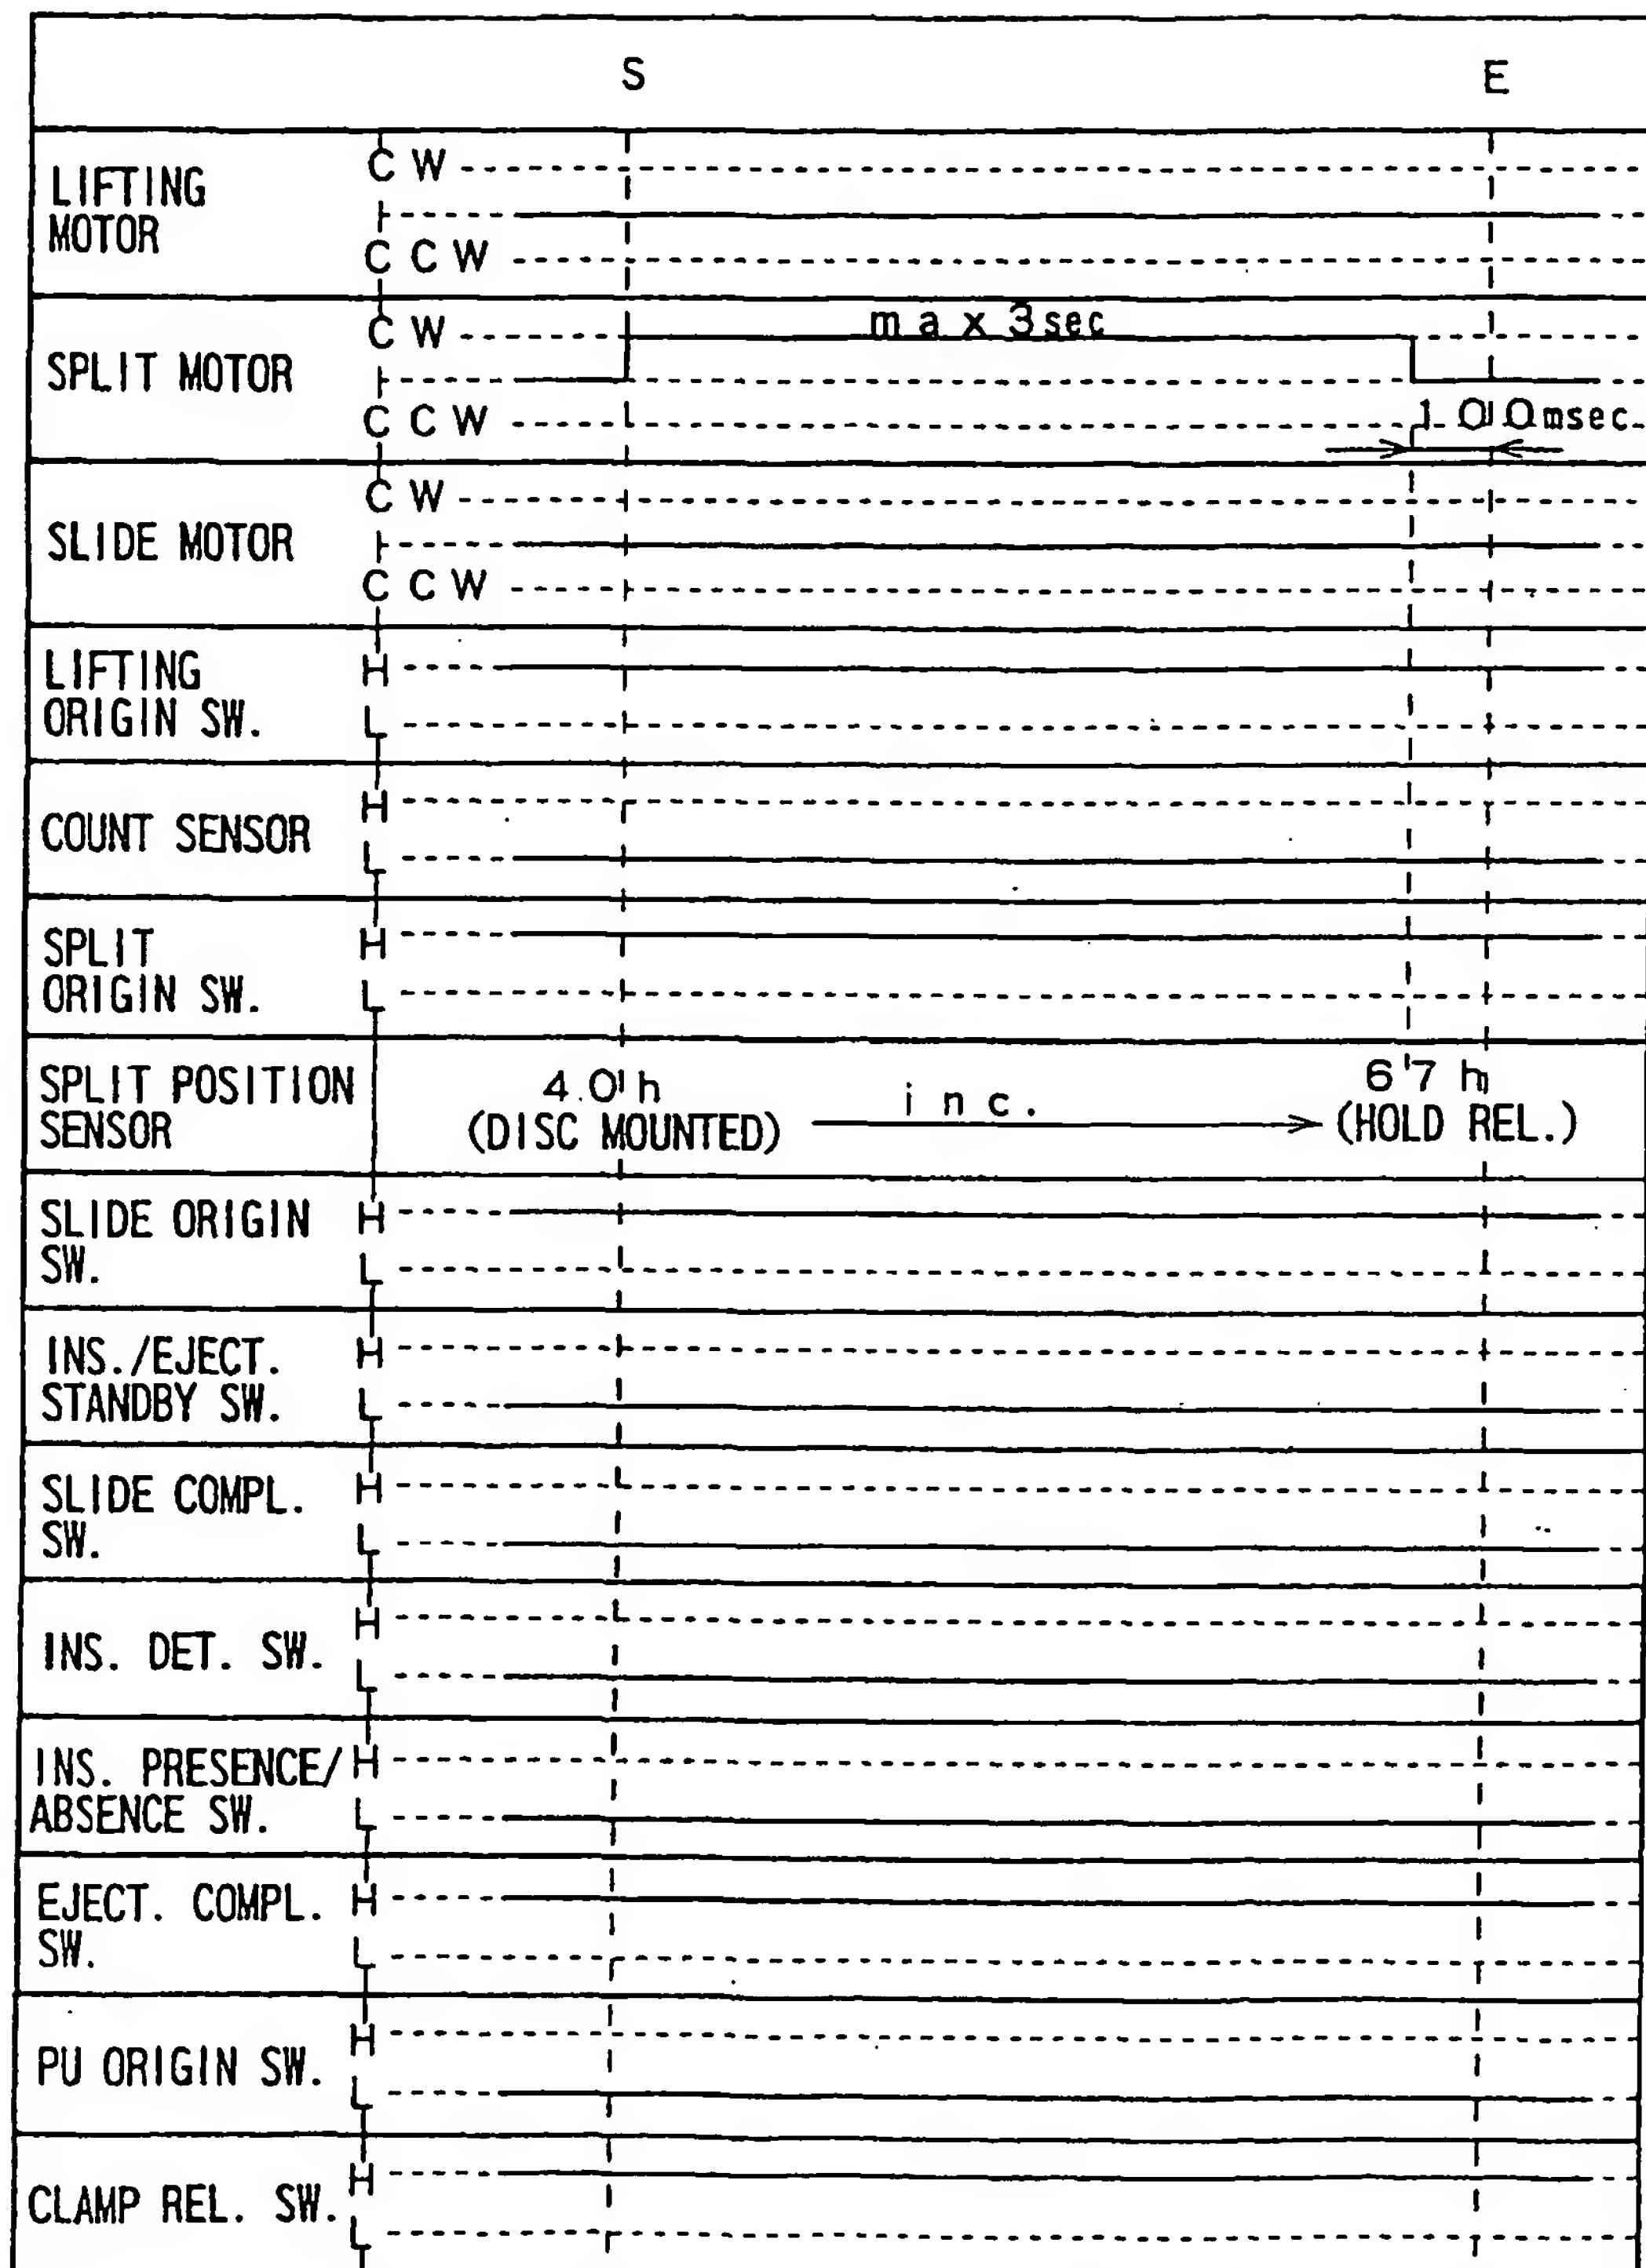 S E
LIFTING
MOTOR
CW
CCW
SPLIT MOTOR
CW
max 3sec
CCW
100msec
SLIDE MOTOR
CW
CCW
LIFTING
ORIGIN SW.
H
L
COUNT SENSOR
H
L
SPLIT
ORIGIN SW.
H
L
SPLIT POSITION
SENSOR
40h
(DISC MOUNTED)
inc.
67h
(HOLD REL.)
SLIDE ORIGIN
SW.
H
L
INS./EJECT.
STANDBY SW.
H
L
SLIDE COMPL.
SW.
H
L
INS. DET. SW.
H
L
INS. PRESENCE/
ABSENCE SW.
H
L
EJECT. COMPL.
SW.
H
L
PU ORIGIN SW.
H
L
CLAMP REL. SW.
H
L